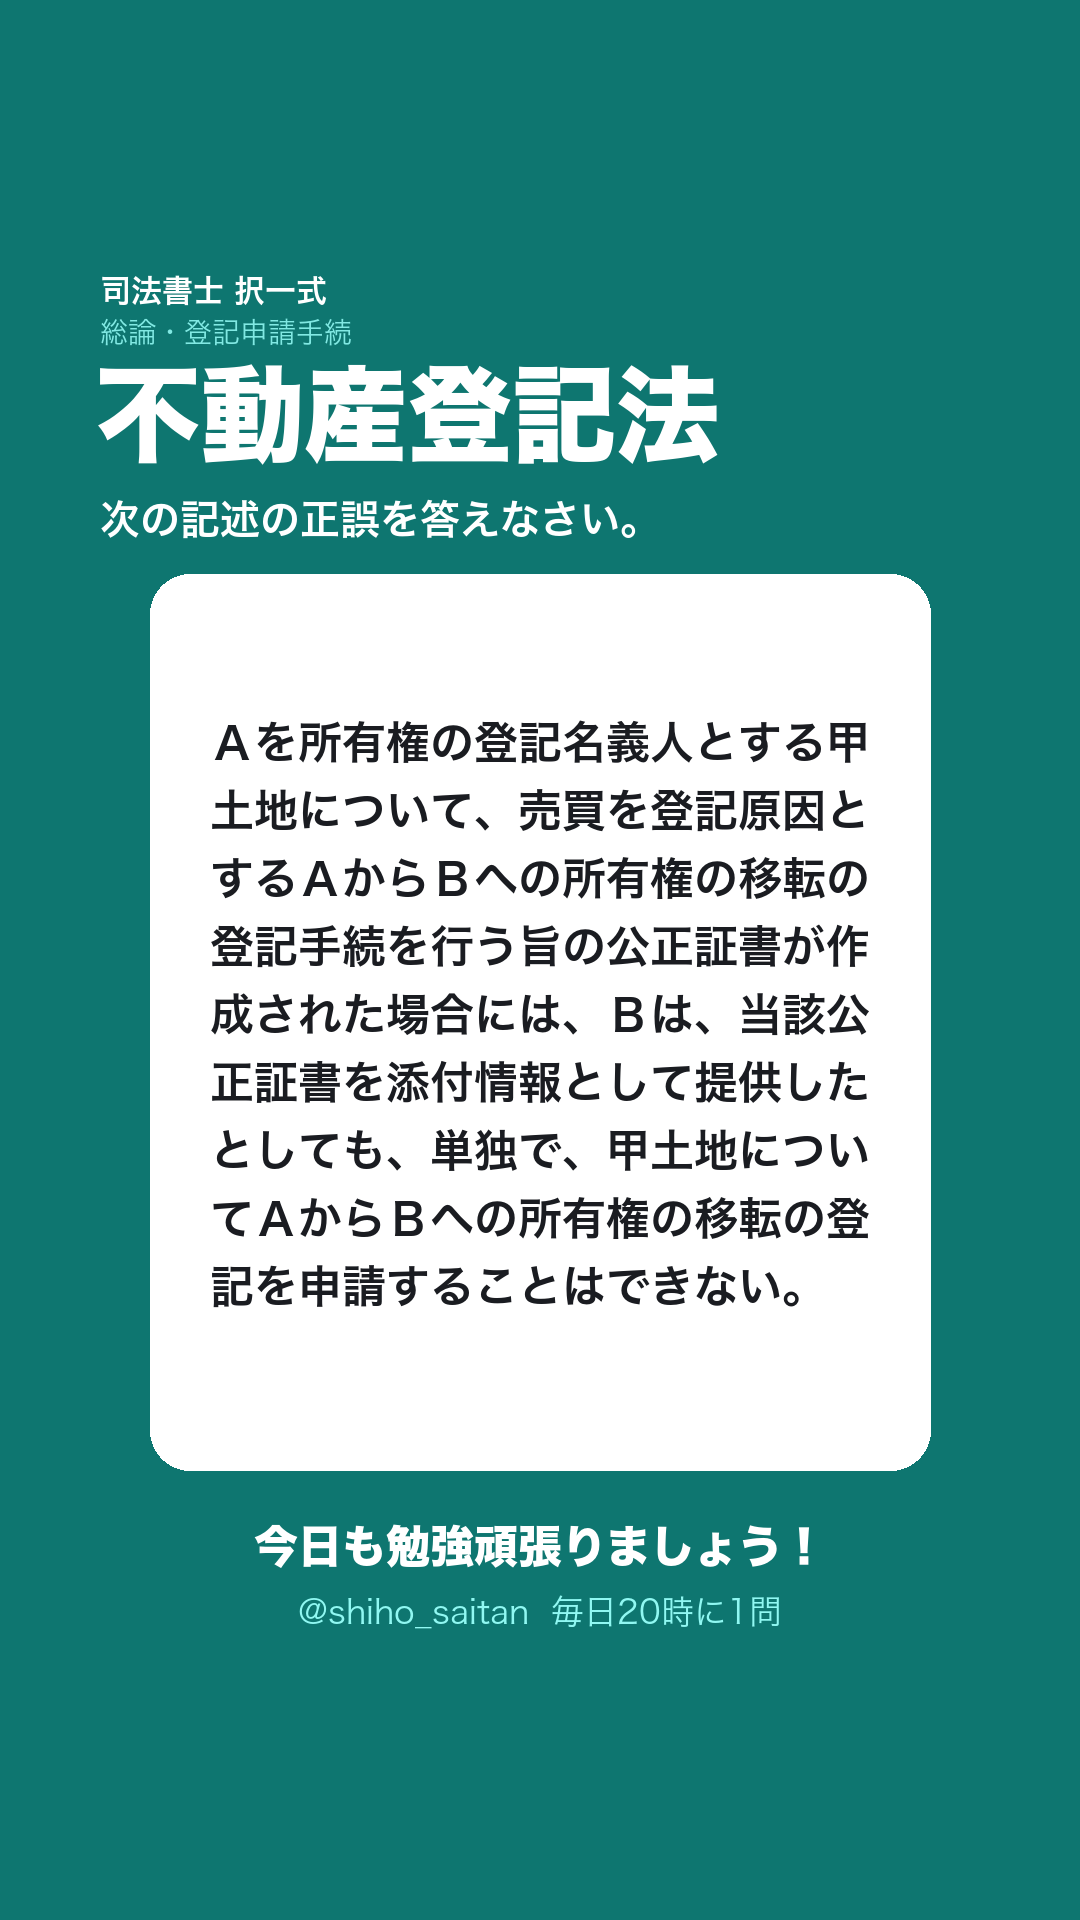 司法書士 択一式
総論・登記申請手続
不動産登記法
次の記述の正誤を答えなさい。
Ａを所有権の登記名義人とする甲
土地について、売買を登記原因と
するＡからＢへの所有権の移転の
登記手続を行う旨の公正証書が作
成された場合には、Ｂは、当該公
正証書を添付情報として提供した
としても、単独で、甲土地につい
てＡからＢへの所有権の移転の登
記を申請することはできない。
今日も勉強頑張りましょう！
@shiho_saitan 毎日20時に1問